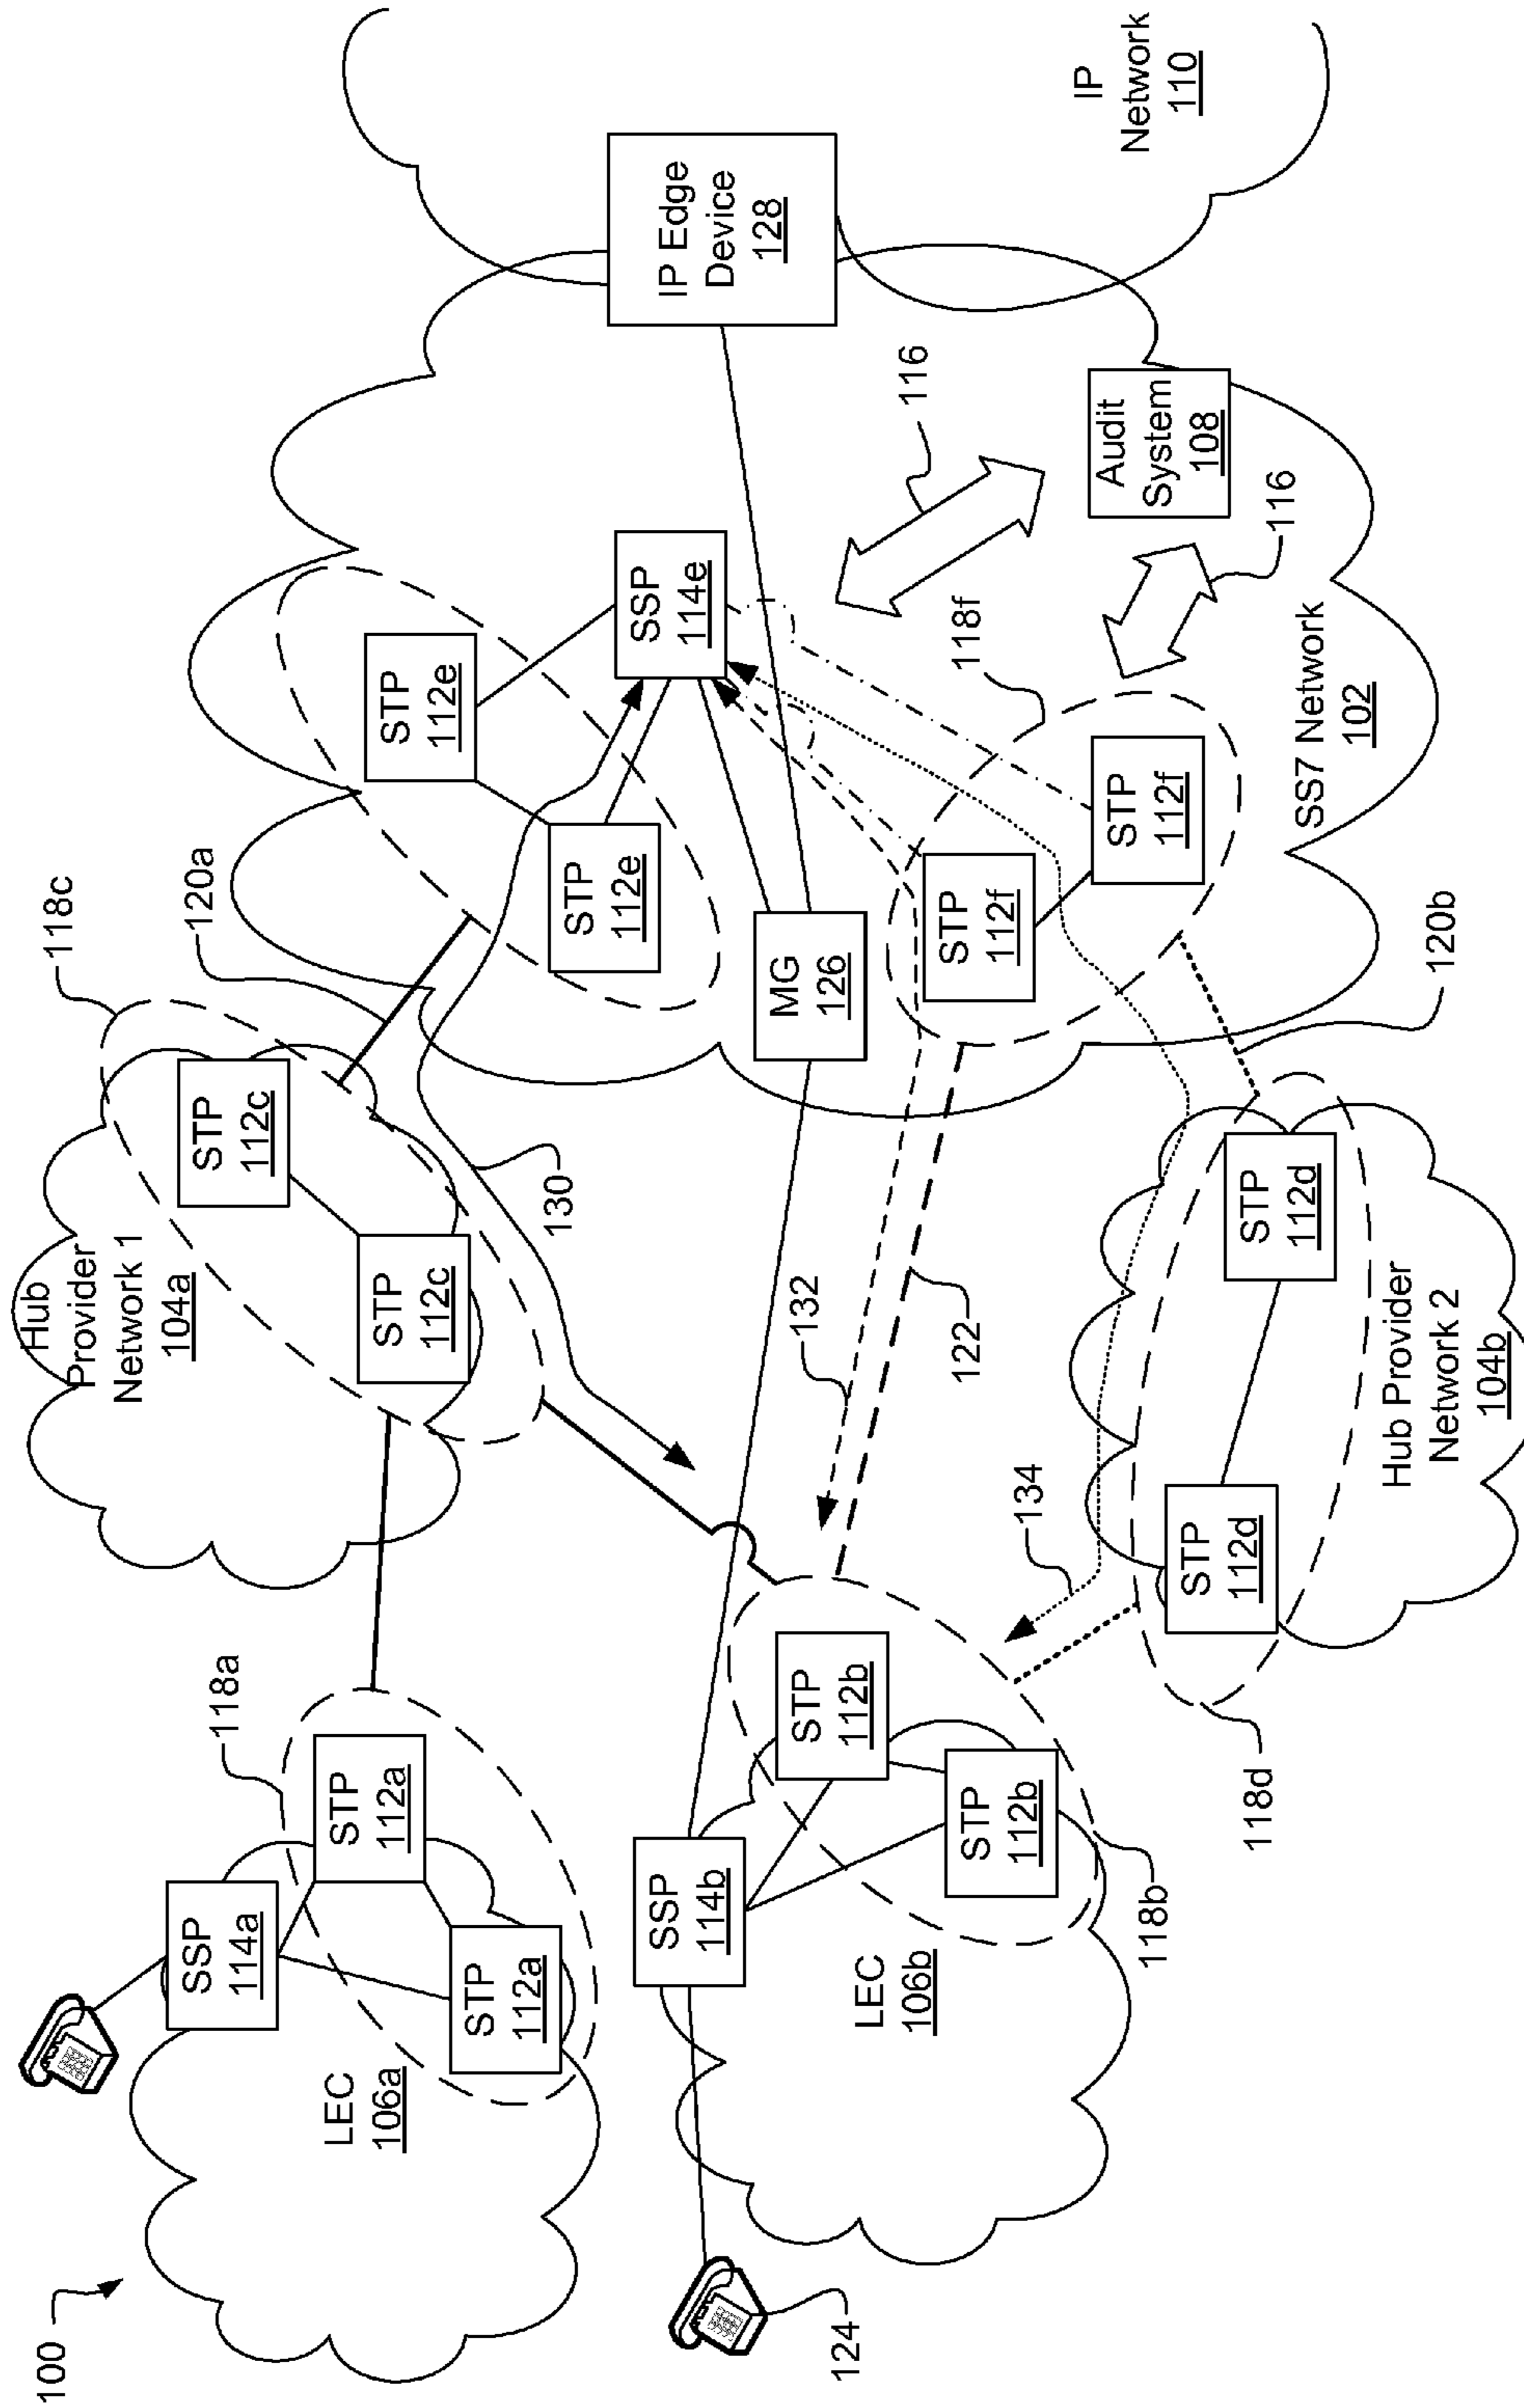 100
SSP
114a
STP
112a
STP
112a
LEC
106a
118a
Hub
Provider
Network 1
104a
STP
112c
STP
112c
118c
120a
130
STP
112e
STP
112e
SSP
114e
MG
126
IP Edge
Device
128
IP
Network
110
116
Audit
System
108
116
118f
STP
112f
STP
112f
SS7 Network
102
120b
132
122
134
SSP
114b
STP
112b
STP
112b
LEC
106b
118b
124
118d
STP
112d
STP
112d
Hub Provider
Network 2
104b